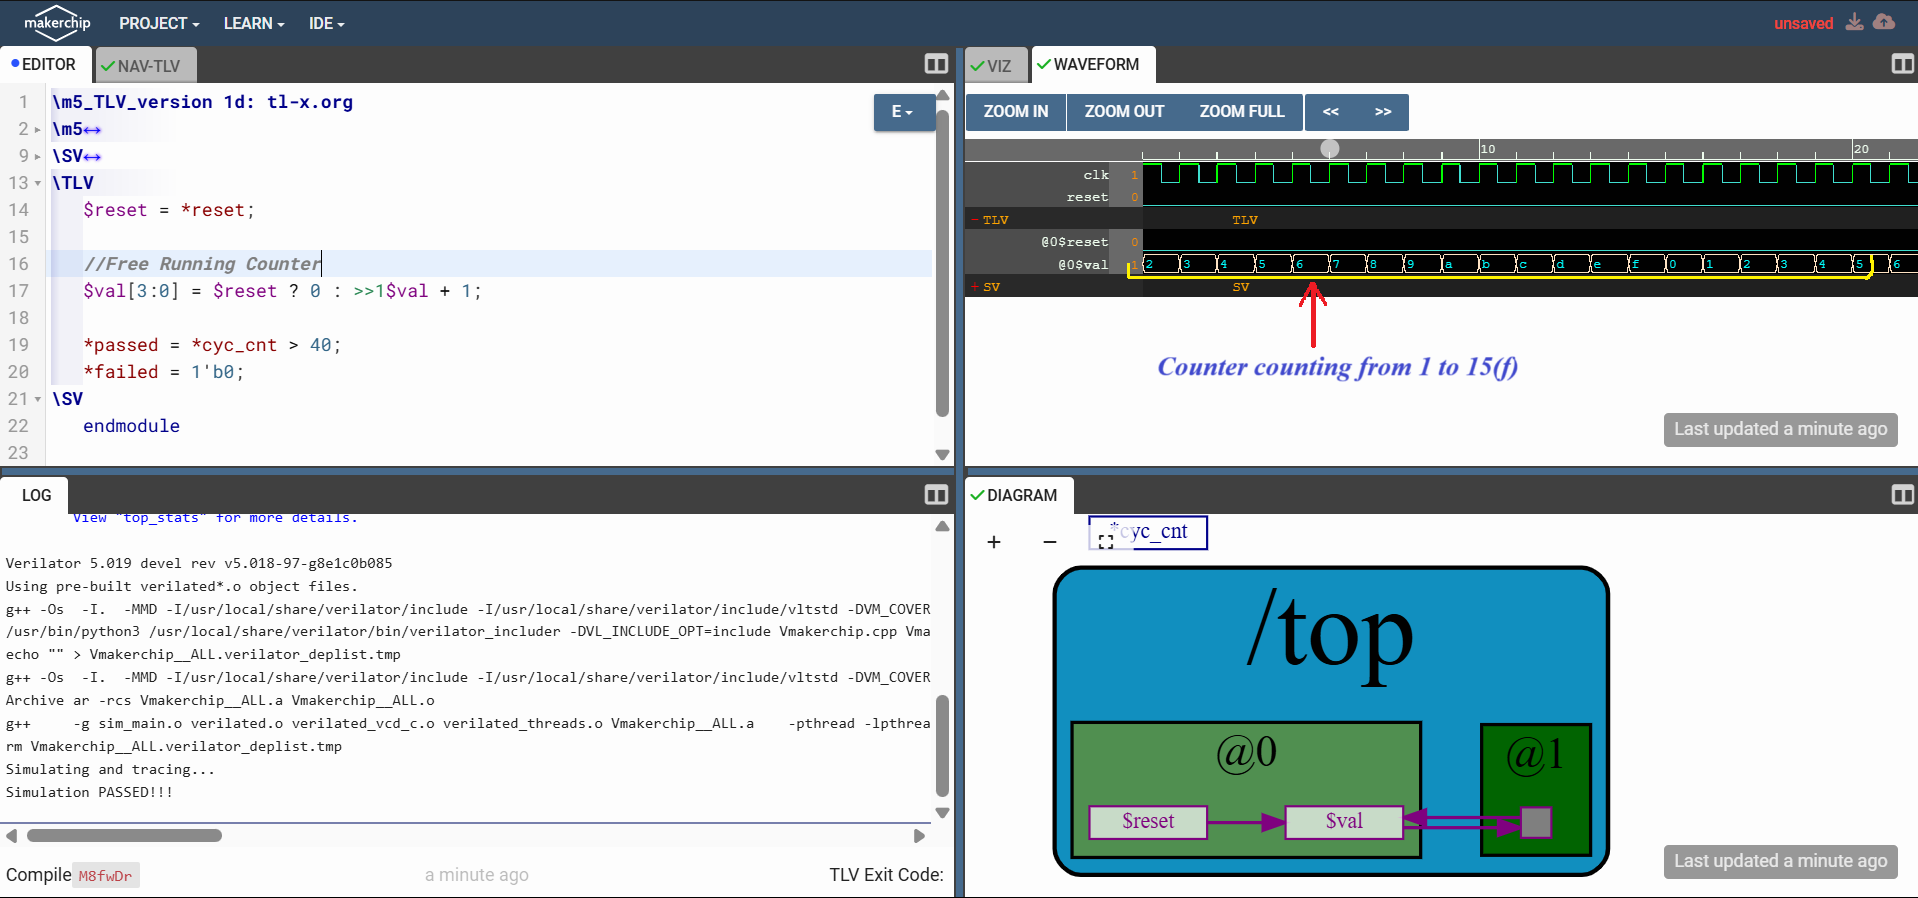 makerchip PROJECT LEARN IDE unsaved
EDITOR NAV-TLV
E
1 \m5_TLV_version 1d: tl-x.org
2 \m5
9 \SV
13 \TLV
14 $reset = *reset;
15
16 //Free Running Counter
17 $val[3:0] = $reset ? 0 : >>1$val + 1;
18
19 *passed = *cyc_cnt > 40;
20 *failed = 1'b0;
21 \SV
22 endmodule
23
VIZ WAVEFORM
ZOOM IN ZOOM OUT ZOOM FULL << >>
10 20
clk 1
reset 0
- TLV TLV
@0$reset 0
@0$val 1 2 3 4 5 6 7 8 9 a b c d e f 0 1 2 3 4 5 6
+ SV SV
Counter counting from 1 to 15(f)
Last updated a minute ago
LOG
View "top_stats" for more details.
Verilator 5.019 devel rev v5.018-97-g8e1c0b085
Using pre-built verilated*.o object files.
g++ -Os -I. -MMD -I/usr/local/share/verilator/include -I/usr/local/share/verilator/include/vltstd -DVM_COVER
/usr/bin/python3 /usr/local/share/verilator/bin/verilator_includer -DVL_INCLUDE_OPT=include Vmakerchip.cpp Vma
echo "" > Vmakerchip__ALL.verilator_deplist.tmp
g++ -Os -I. -MMD -I/usr/local/share/verilator/include -I/usr/local/share/verilator/include/vltstd -DVM_COVER
Archive ar -rcs Vmakerchip__ALL.a Vmakerchip__ALL.o
g++ -g sim_main.o verilated.o verilated_vcd_c.o verilated_threads.o Vmakerchip__ALL.a -pthread -lpthrea
rm Vmakerchip__ALL.verilator_deplist.tmp
Simulating and tracing...
Simulation PASSED!!!
Compile M8fwDr a minute ago TLV Exit Code:
DIAGRAM
+ −
*cyc_cnt
/top
@0 @1
$reset $val
Last updated a minute ago